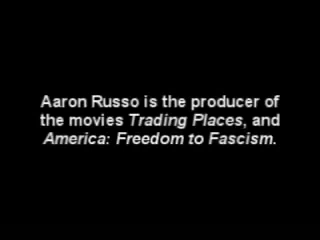 Aaron Russo is the producer of
the movies Trading Places, and
America: Freedom to Fascism.